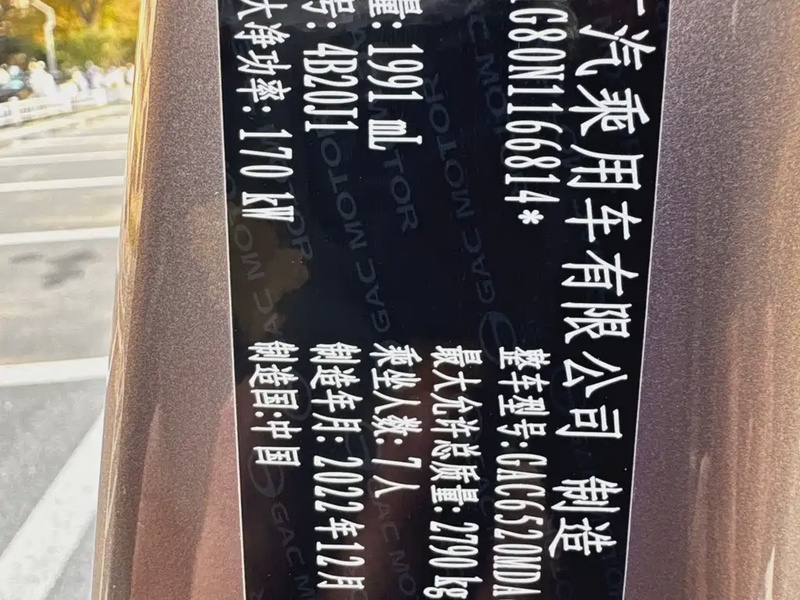 汽乘用车有限公司 制造
G80N1166814*
整车型号:GAC6520MDA
最大允许总质量: 2790 kg
量: 1991 mL
乘坐人数: 7人
号: 4B20J1
制造年月: 2022年12月
大净功率: 170 kW
制造国:中国
GAC MOTOR